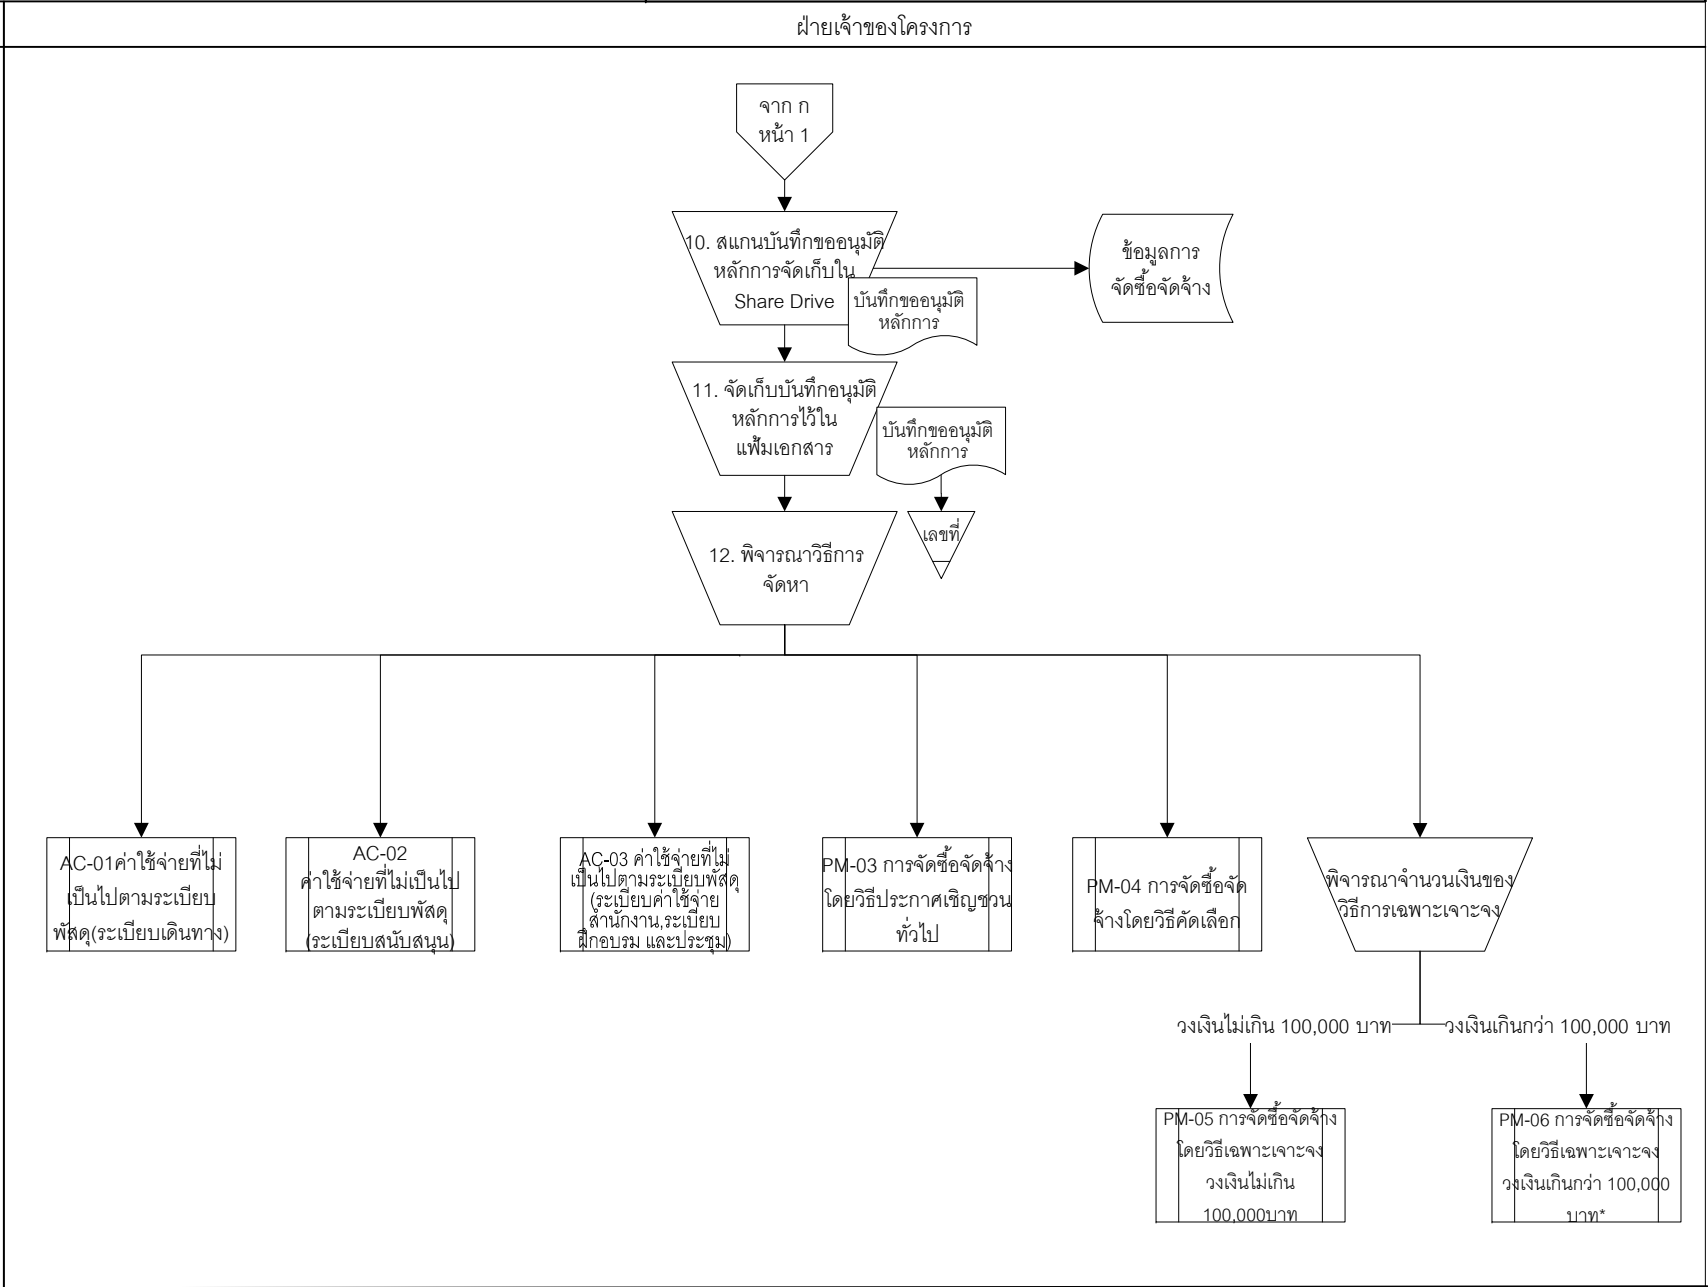 ฝ่ายเจ้าของโครงการ
จาก ก
หน้า 1
10. สแกนบันทึกขออนุมัติ
หลักการจัดเก็บใน
Share Drive
บันทึกขออนุมัติ
หลักการ
ข้อมูลการ
จัดซื้อจัดจ้าง
11. จัดเก็บบันทึกอนุมัติ
หลักการไว้ใน
แฟ้มเอกสาร
บันทึกขออนุมัติ
หลักการ
เลขที่
12. พิจารณาวิธีการ
จัดหา
AC-01ค่าใช้จ่ายที่ไม่
เป็นไปตามระเบียบ
พัสดุ(ระเบียบเดินทาง)
AC-02
ค่าใช้จ่ายที่ไม่เป็นไป
ตามระเบียบพัสดุ
(ระเบียบสนับสนุน)
AC-03 ค่าใช้จ่ายที่ไม่
เป็นไปตามระเบียบพัสดุ
(ระเบียบค่าใช้จ่าย
สำนักงาน,ระเบียบ
ฝึกอบรม และประชุม)
PM-03 การจัดซื้อจัดจ้าง
โดยวิธีประกาศเชิญชวน
ทั่วไป
PM-04 การจัดซื้อจัด
จ้างโดยวิธีคัดเลือก
พิจารณาจำนวนเงินของ
วิธีการเฉพาะเจาะจง
วงเงินไม่เกิน 100,000 บาท
วงเงินเกินกว่า 100,000 บาท
PM-05 การจัดซื้อจัดจ้าง
โดยวิธีเฉพาะเจาะจง
วงเงินไม่เกิน
100,000บาท
PM-06 การจัดซื้อจัดจ้าง
โดยวิธีเฉพาะเจาะจง
วงเงินเกินกว่า 100,000
บาท*